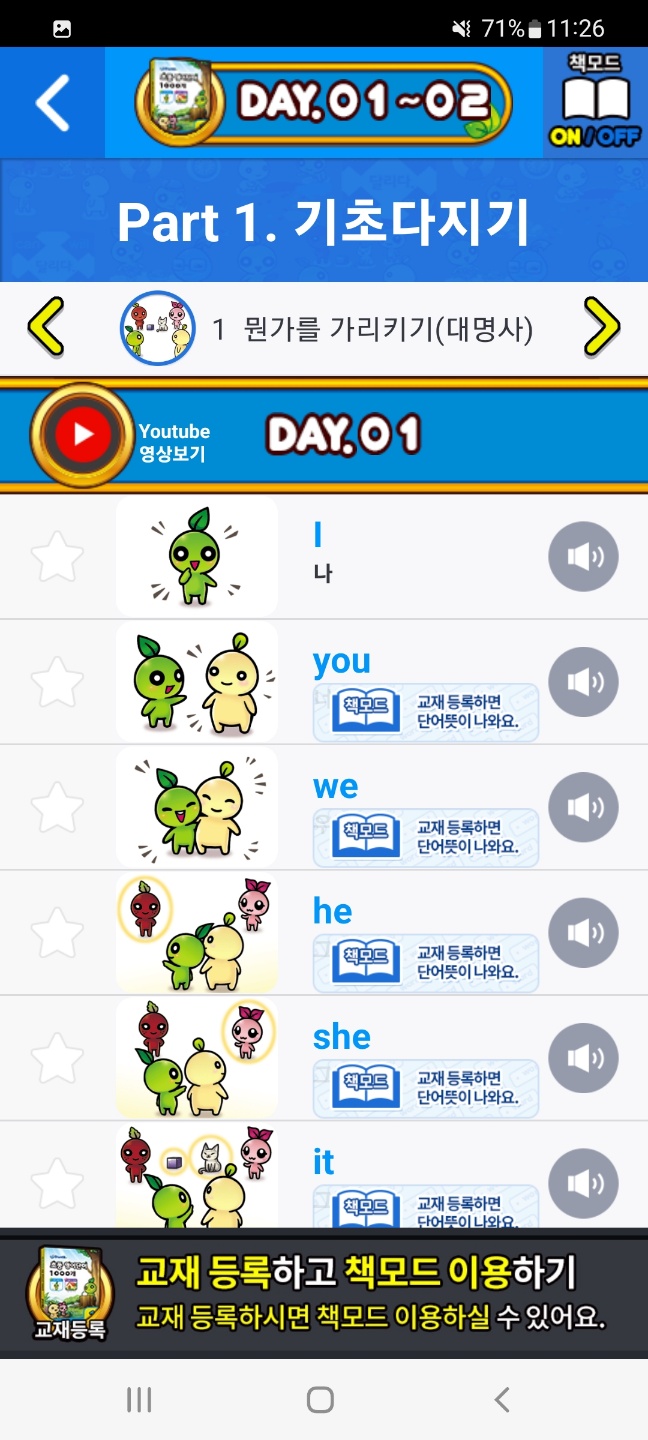 71% 11:26
DAY.01~02
책모드
ON/OFF
Part 1. 기초다지기
1 뭔가를 가리키기(대명사)
Youtube
영상보기
DAY.01
I
나
you
책모드
교재 등록하면
단어뜻이 나와요.
we
책모드
교재 등록하면
단어뜻이 나와요.
he
책모드
교재 등록하면
단어뜻이 나와요.
she
책모드
교재 등록하면
단어뜻이 나와요.
it
책모드
교재 등록하면
단어뜻이 나와요.
교재등록
교재 등록하고 책모드 이용하기
교재 등록하시면 책모드 이용하실 수 있어요.